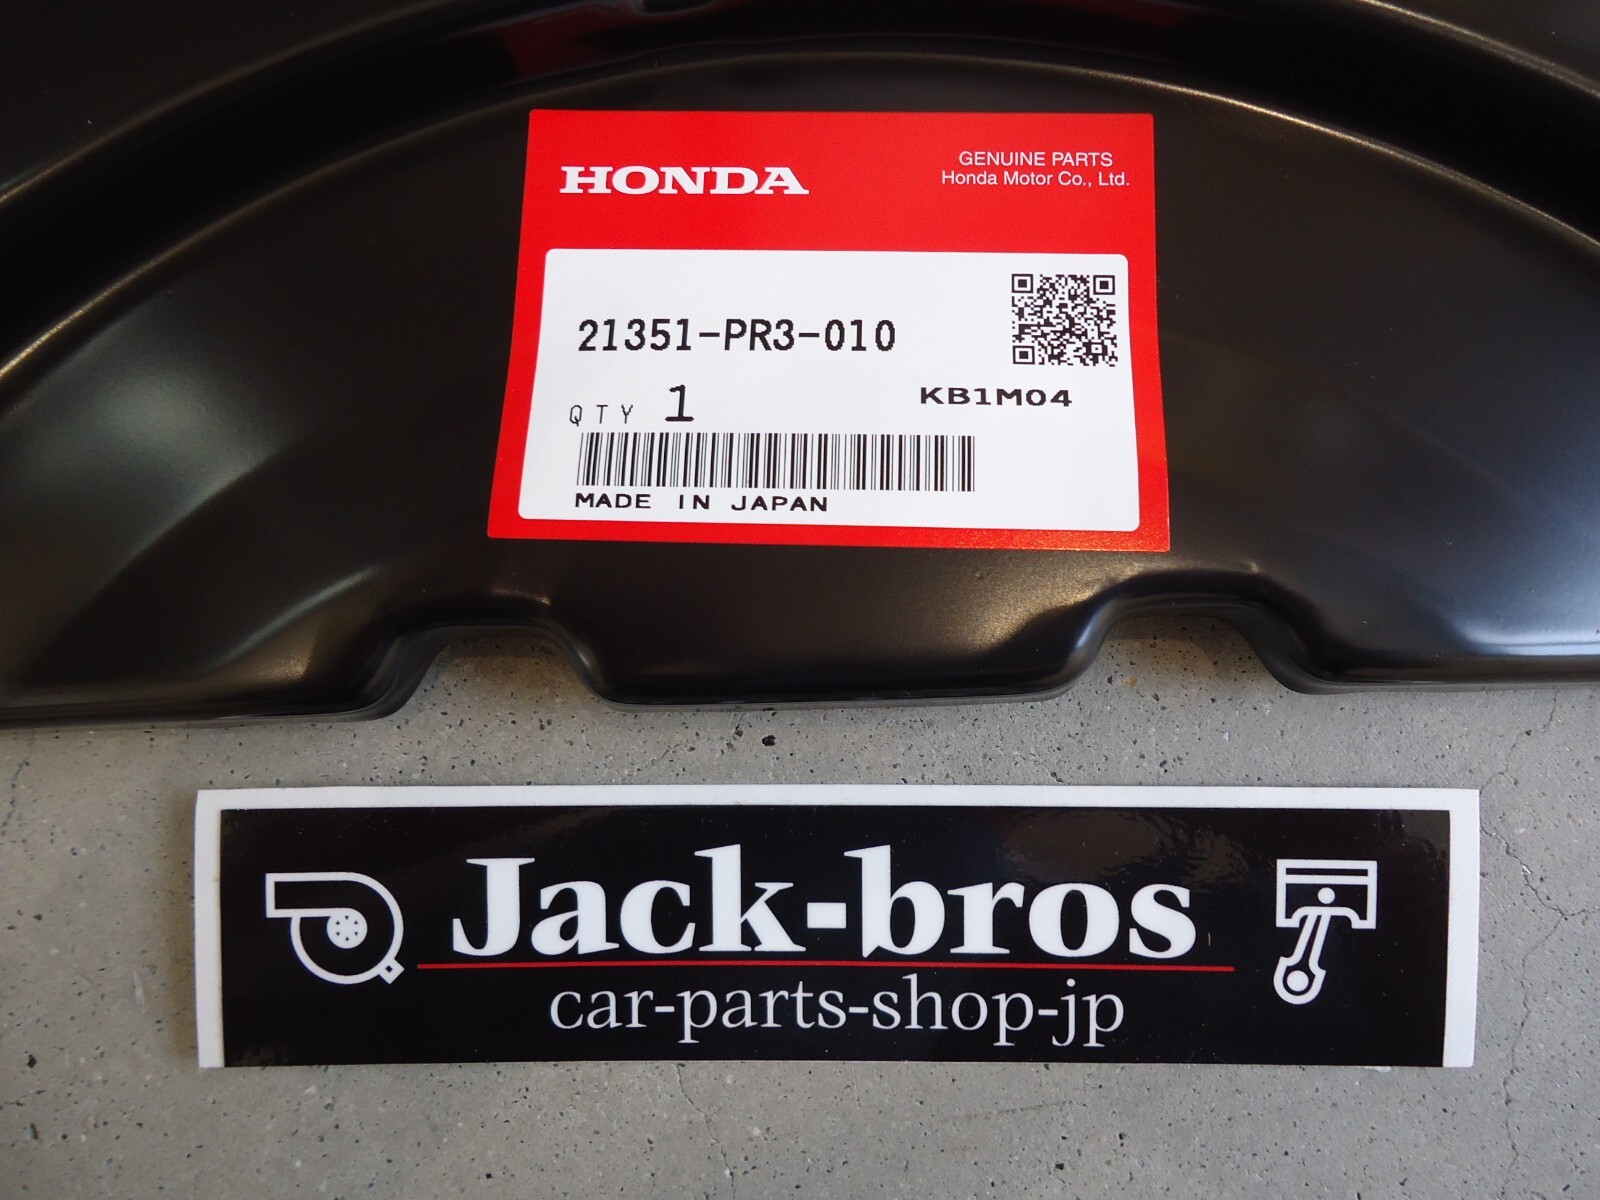 HONDA
GENUINE PARTS
Honda Motor Co., Ltd.
21351-PR3-010
QTY 1
KB1M04
MADE IN JAPAN
Jack-bros
car-parts-shop-jp